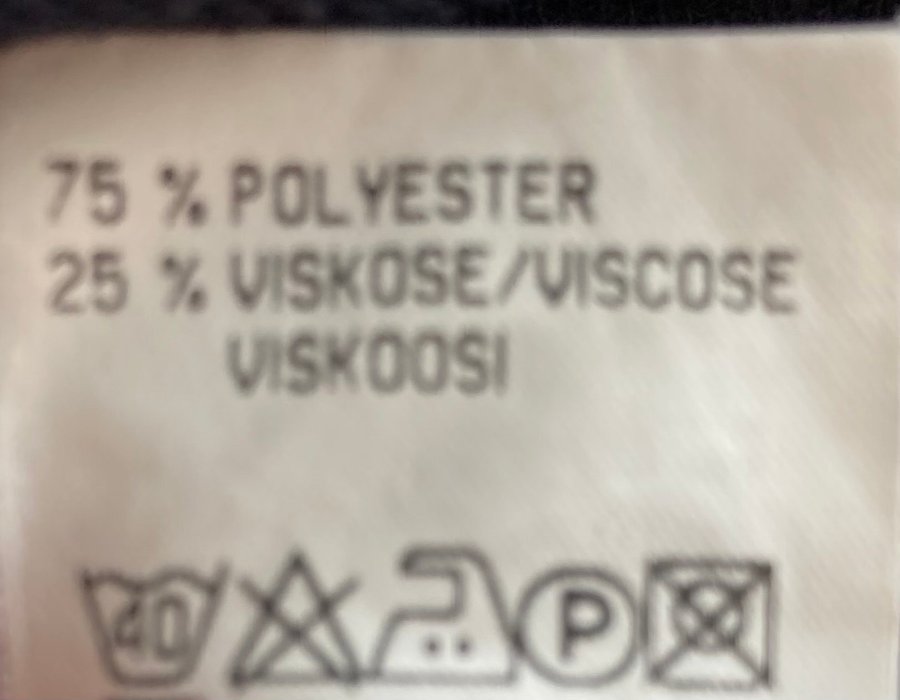 75 % POLYESTER
25 % VISKOSE/VISCOSE
VISKOOSI
40 P